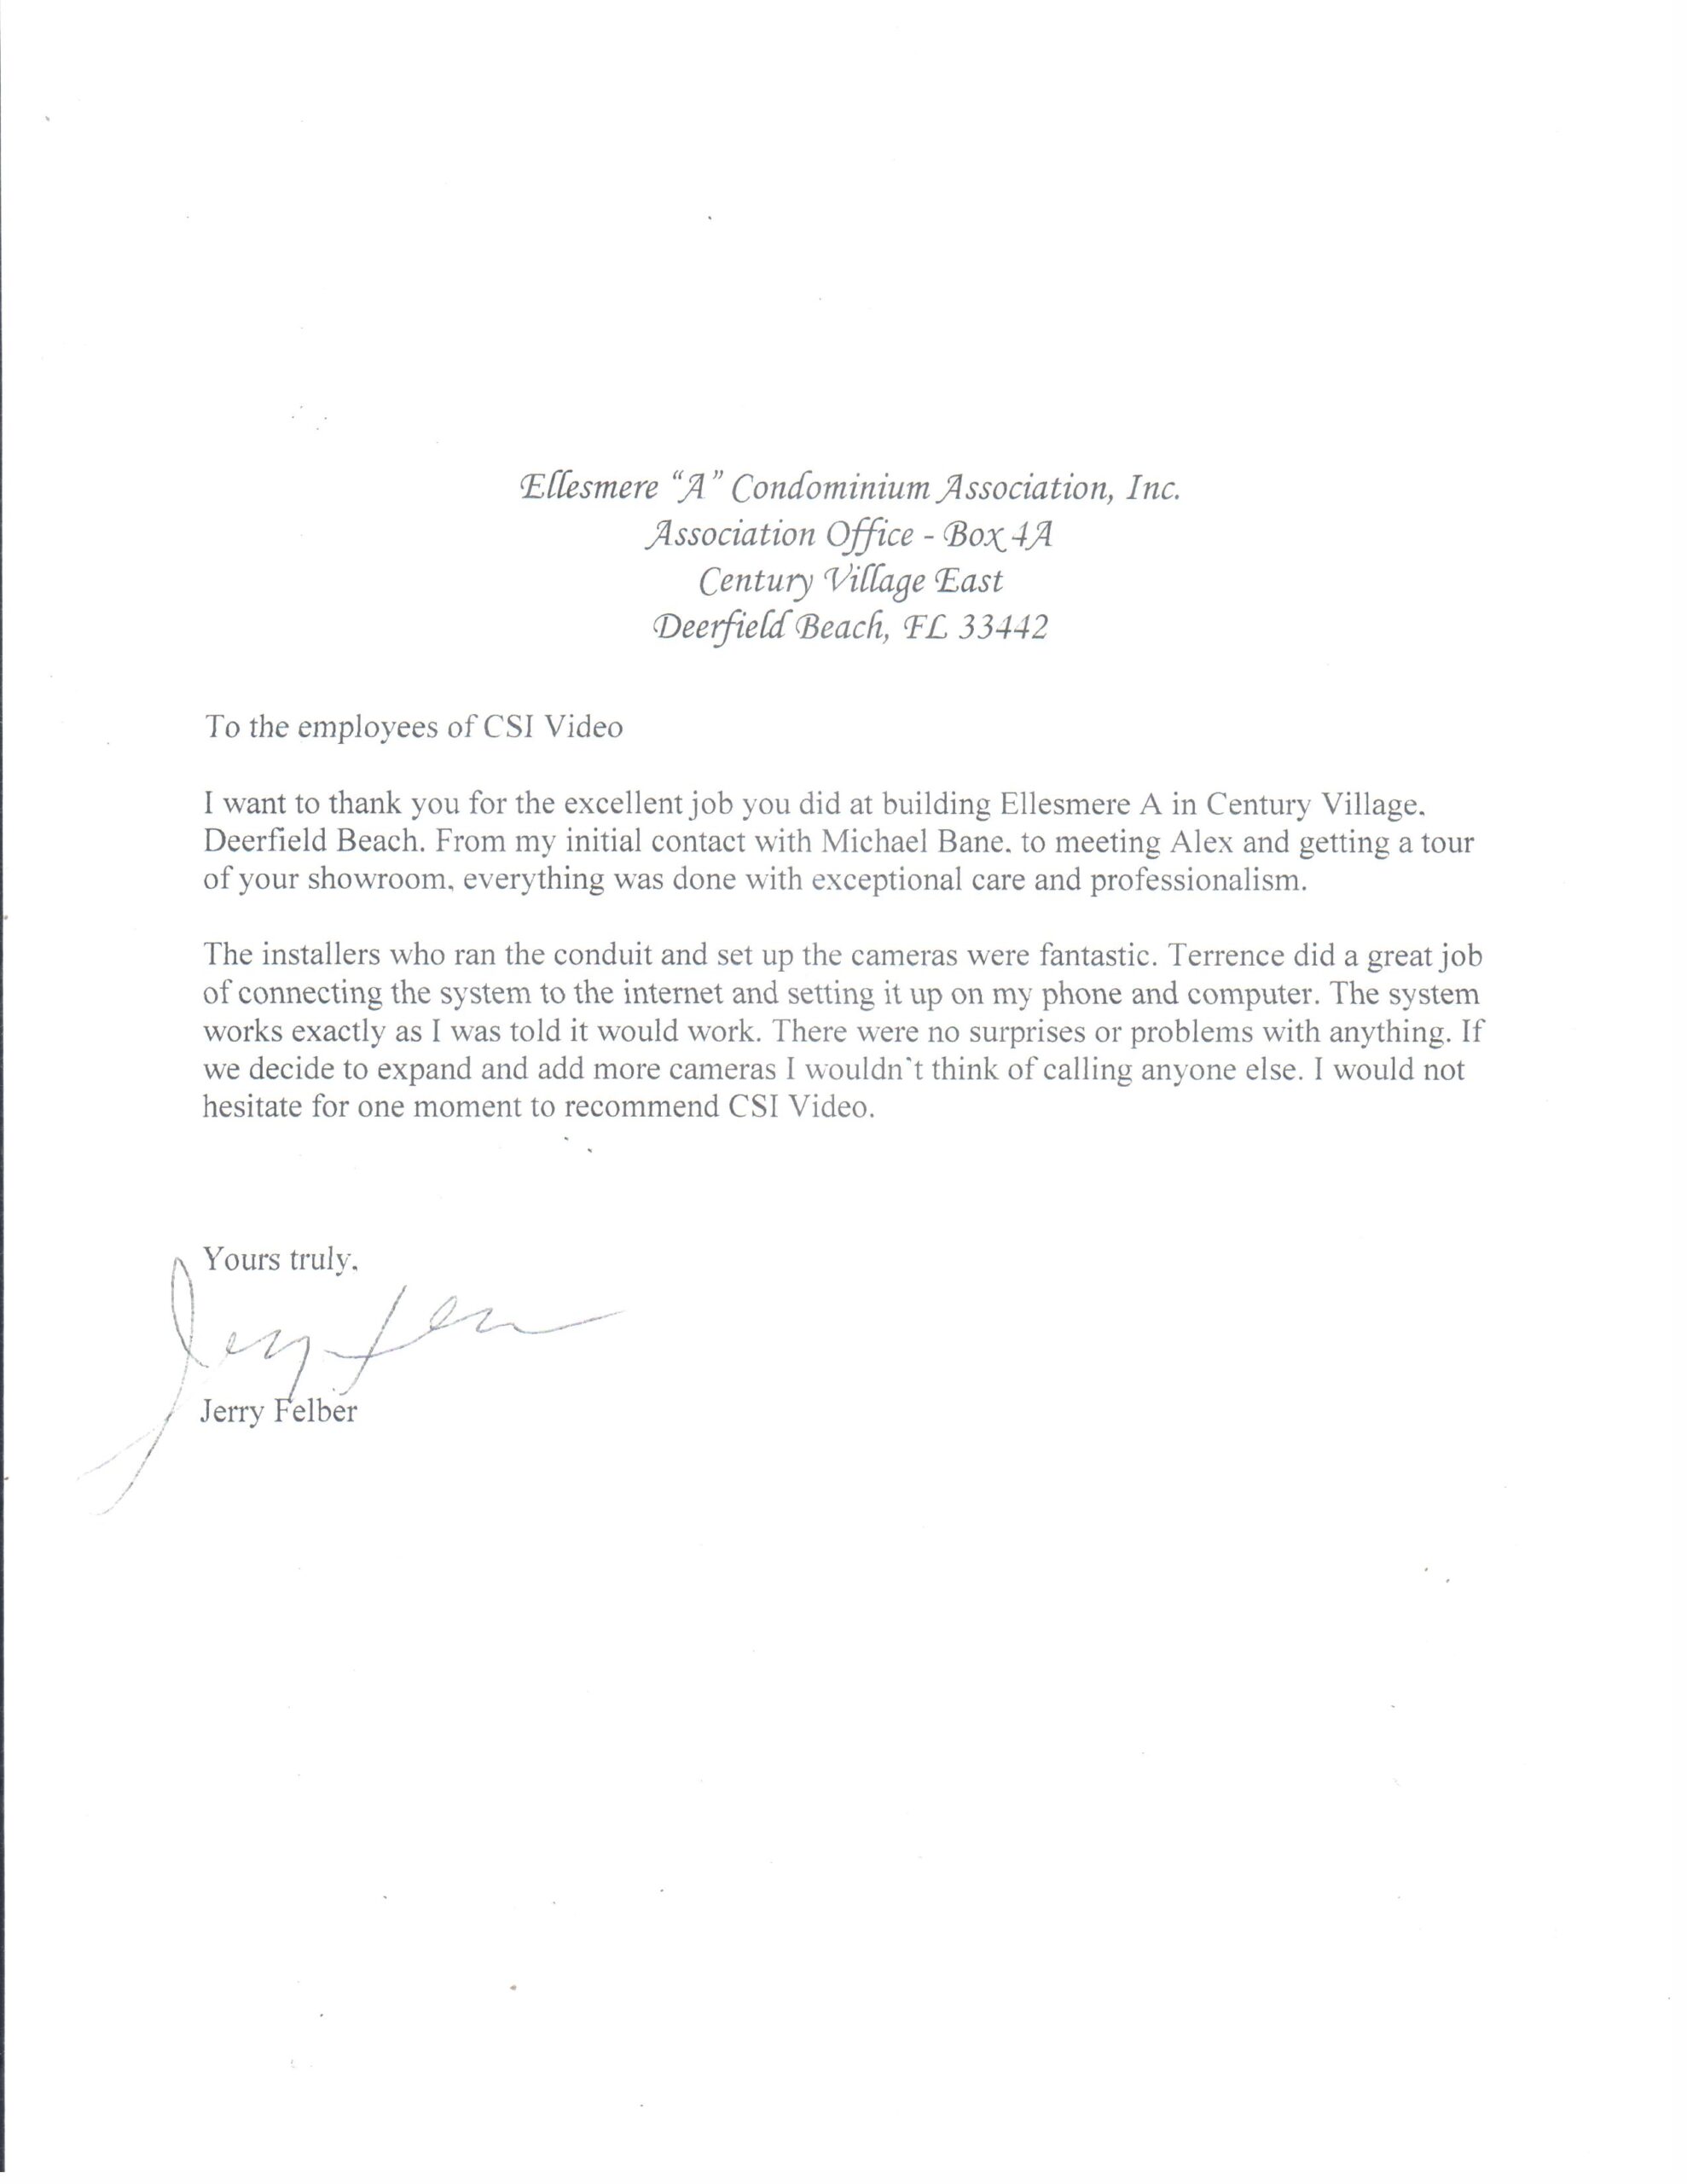 Ellesmere “A” Condominium Association, Inc.
Association Office - Box 4A
Century Village East
Deerfield Beach, FL 33442
To the employees of CSI Video
I want to thank you for the excellent job you did at building Ellesmere A in Century Village,
Deerfield Beach. From my initial contact with Michael Bane, to meeting Alex and getting a tour
of your showroom, everything was done with exceptional care and professionalism.
The installers who ran the conduit and set up the cameras were fantastic. Terrence did a great job
of connecting the system to the internet and setting it up on my phone and computer. The system
works exactly as I was told it would work. There were no surprises or problems with anything. If
we decide to expand and add more cameras I wouldn't think of calling anyone else. I would not
hesitate for one moment to recommend CSI Video.
Yours truly,
Jerry Felber